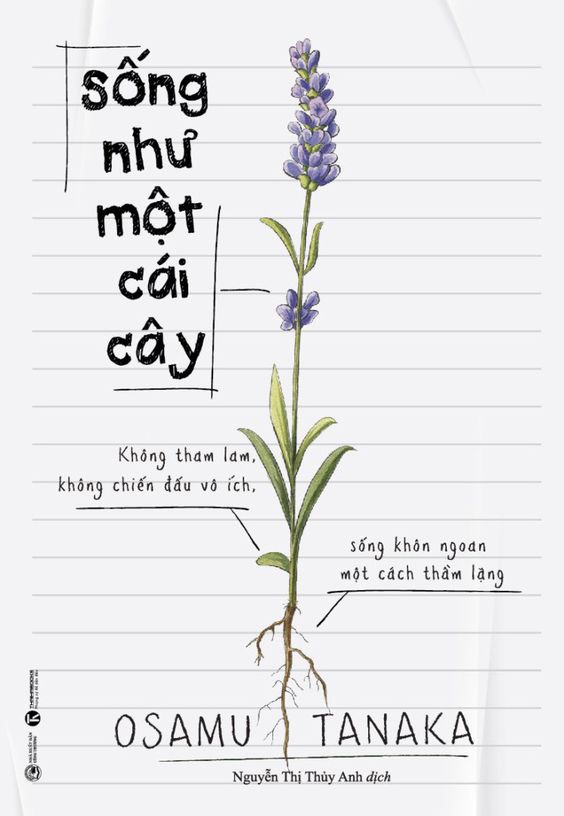 sống
như
một
cái
cây
Không tham lam,
không chiến đấu vô ích,
sống khôn ngoan
một cách thầm lặng
OSAMU TANAKA
Nguyễn Thị Thủy Anh dịch